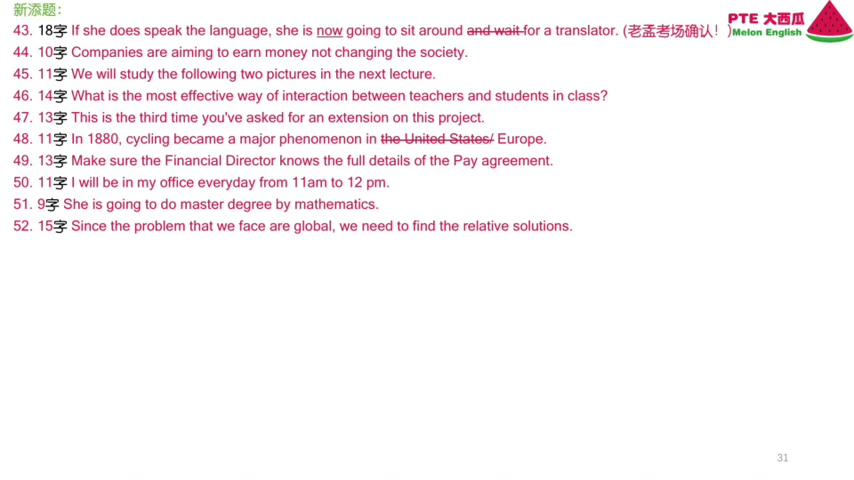 新添题：
43. 18字 If she does speak the language, she is now going to sit around and wait for a translator. (老孟考场确认！)
44. 10字 Companies are aiming to earn money not changing the society.
45. 11字 We will study the following two pictures in the next lecture.
46. 14字 What is the most effective way of interaction between teachers and students in class?
47. 13字 This is the third time you've asked for an extension on this project.
48. 11字 In 1880, cycling became a major phenomenon in the United States/ Europe.
49. 13字 Make sure the Financial Director knows the full details of the Pay agreement.
50. 11字 I will be in my office everyday from 11am to 12 pm.
51. 9字 She is going to do master degree by mathematics.
52. 15字 Since the problem that we face are global, we need to find the relative solutions.
PTE 大西瓜
Melon English
31